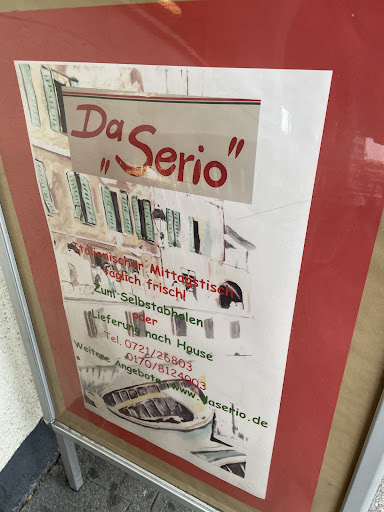 Da
„Serio”
Italienischer Mittagstisch
täglich frisch!
Zum Selbstabholen
oder
Lieferung nach Hause
Tel. 0721/26803
0170/8124003
Weitere Angebote: www.daserio.de